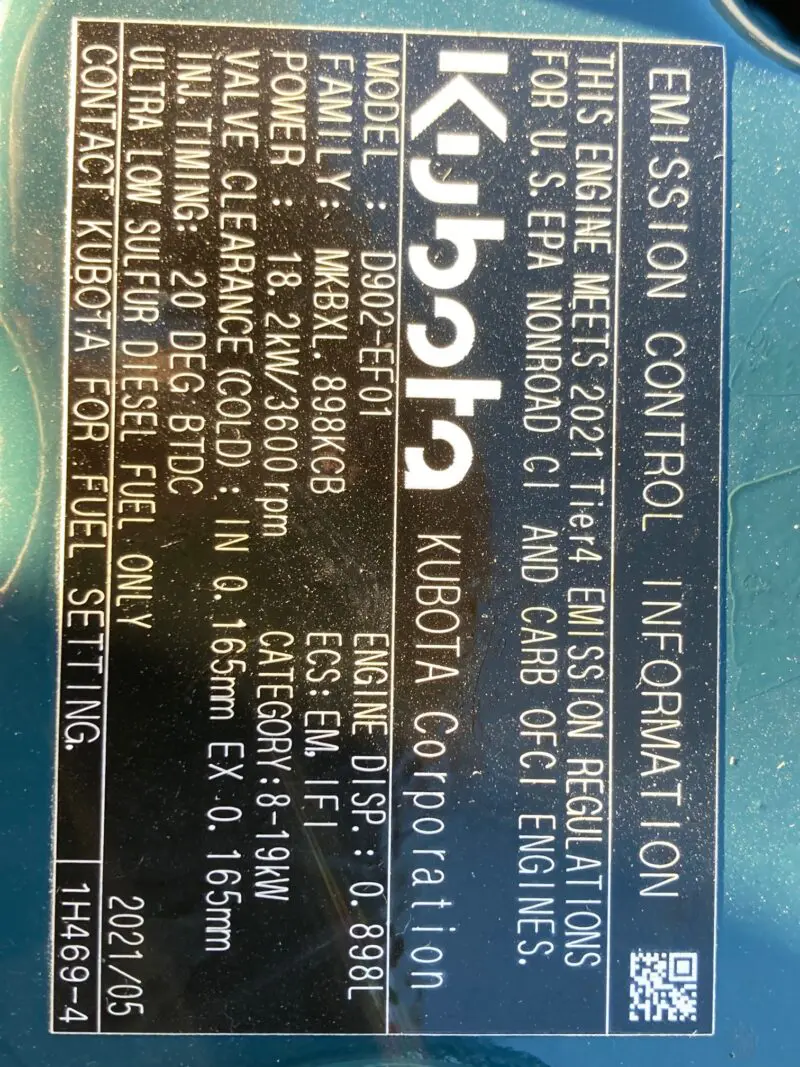 EMISSION CONTROL INFORMATION
THIS ENGINE MEETS 2021 Tier4 EMISSION REGULATIONS
FOR U.S. EPA NONROAD CI AND CARB OFCI ENGINES.
Kubota KUBOTA Corporation
MODEL : D902-EF01 ENGINE DISP.: 0.898L
FAMILY: MKBXL.898KCB ECS:EM, IFI
POWER : 18.2kW/3600 rpm CATEGORY:8-19kW
VALVE CLEARANCE (COLD): IN 0.165mm EX 0.165mm
INJ. TIMING: 20 DEG BTDC
ULTRA LOW SULFUR DIESEL FUEL ONLY 2021/05
CONTACT KUBOTA FOR FUEL SETTING. 1H469-4